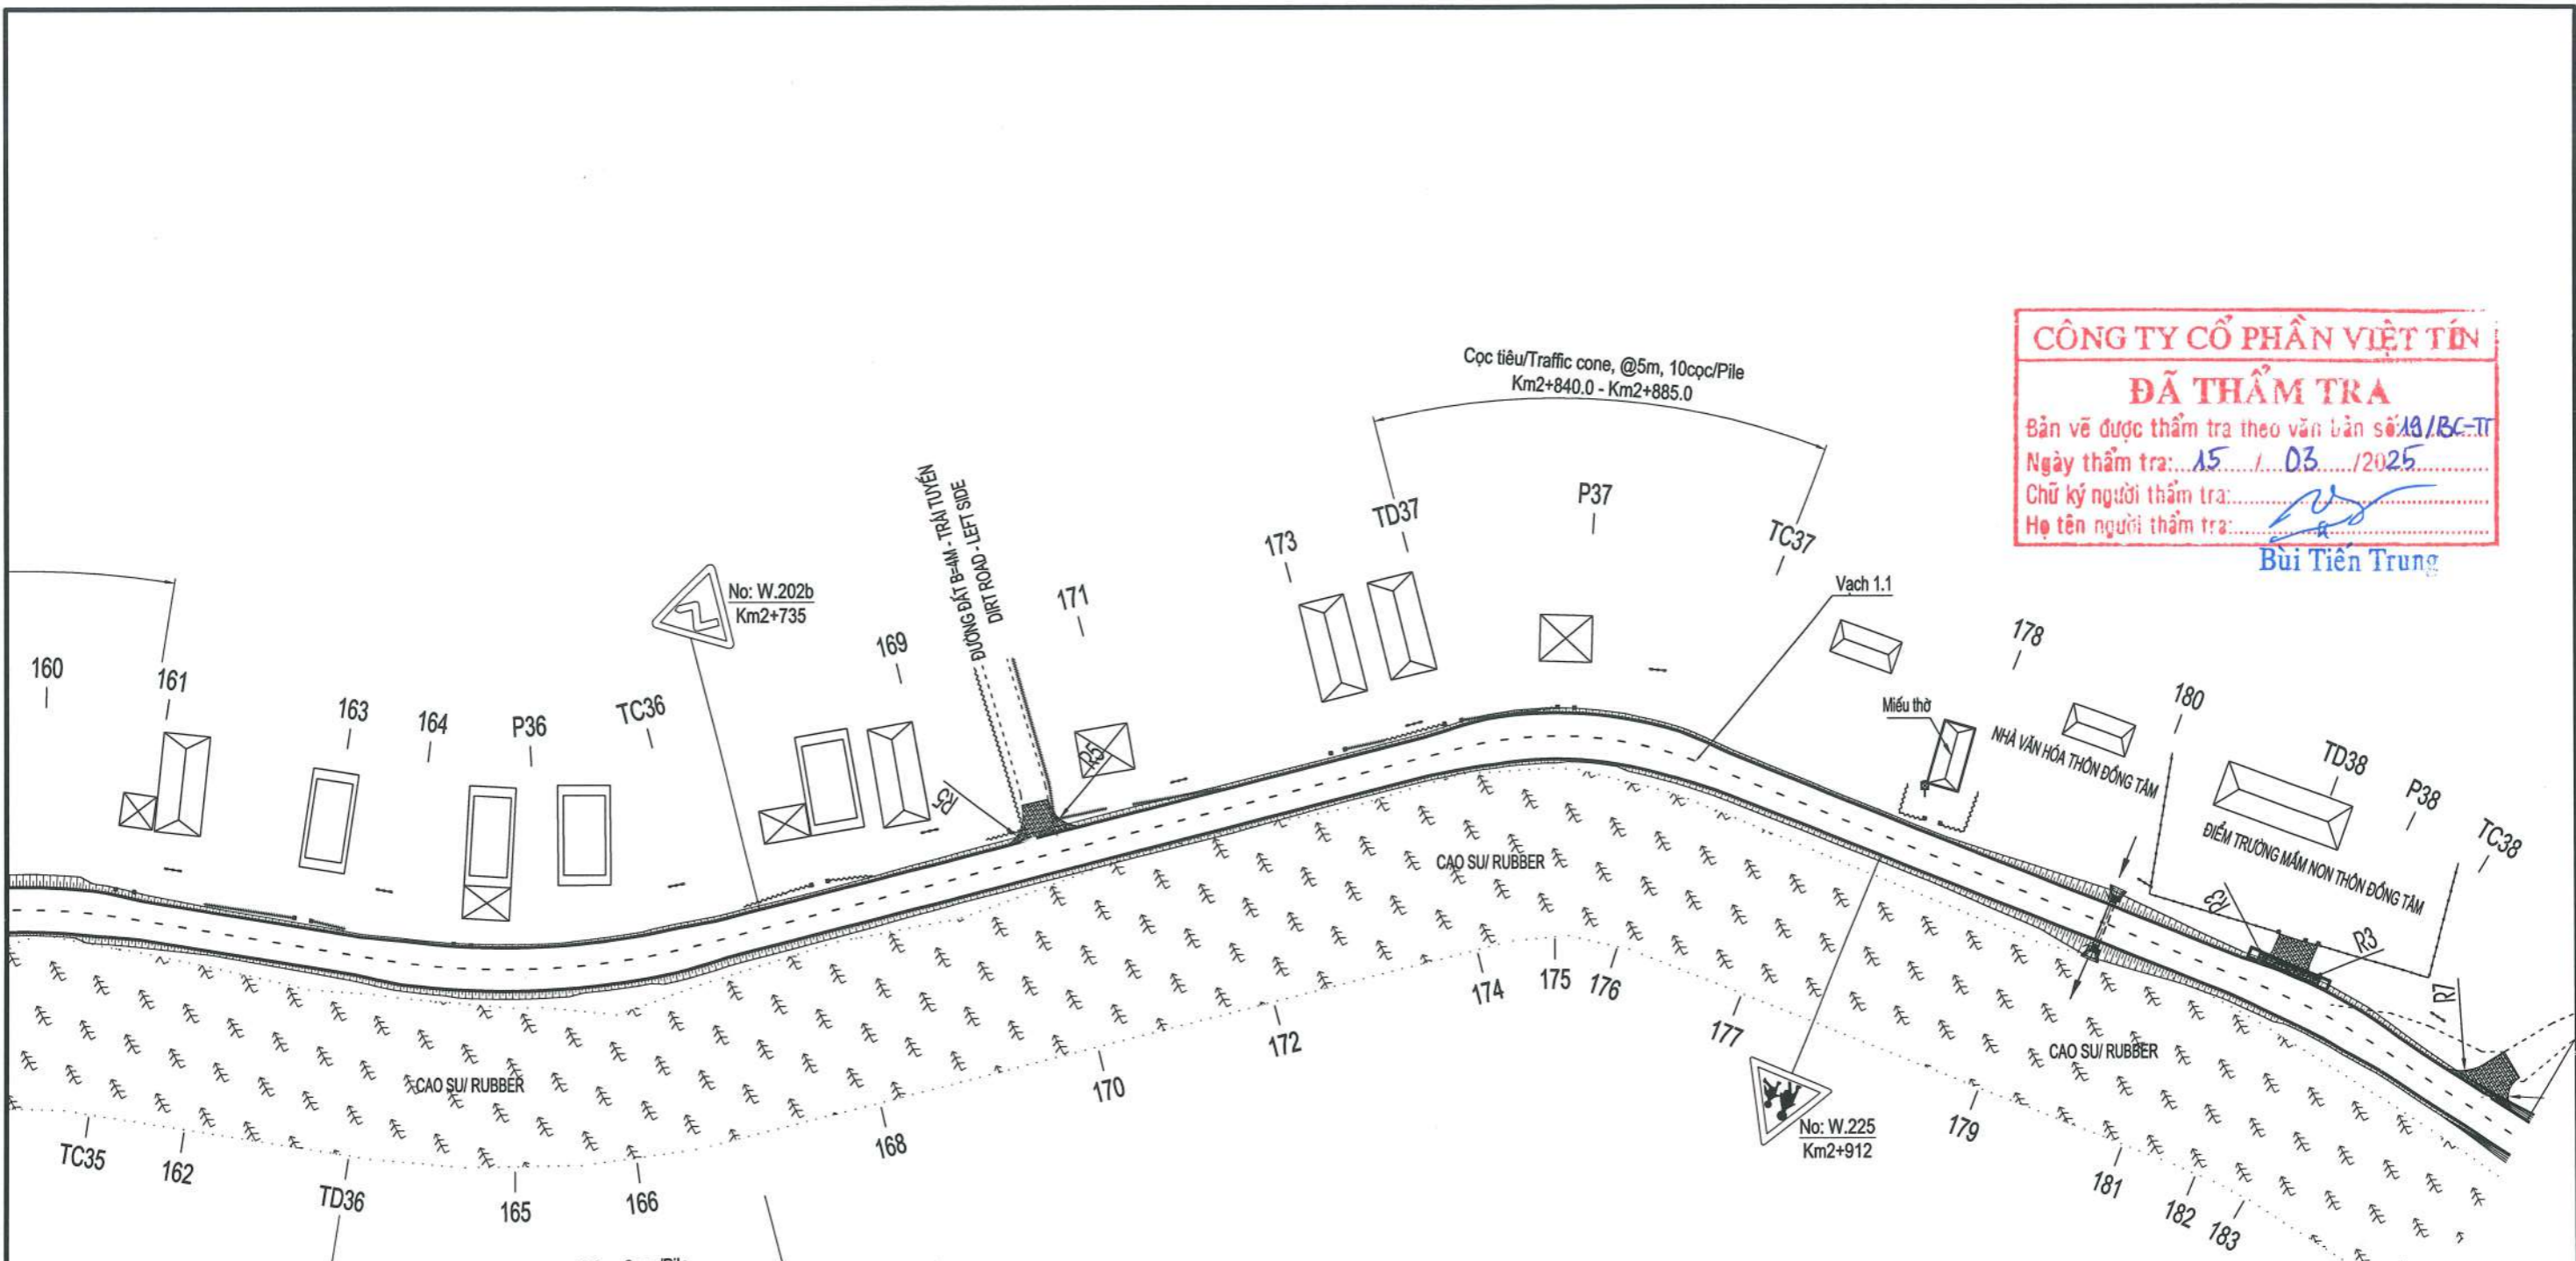 CÔNG TY CỔ PHẦN VIỆT TÍN
ĐÃ THẨM TRA
Bản vẽ được thẩm tra theo văn bản số: 19/BC-TT
Ngày thẩm tra: 15 / 03 /2025
Chữ ký người thẩm tra:
Họ tên người thẩm tra:
Bùi Tiến Trung
Cọc tiêu/Traffic cone, @5m, 10cọc/Pile
Km2+840.0 - Km2+885.0
160
161
163
164
P36
TC36
No: W.202b
Km2+735
169
ĐƯỜNG ĐẤT B=4M - TRÁI TUYẾN
DIRT ROAD - LEFT SIDE
171
173
TD37
P37
TC37
Vạch 1.1
178
180
TD38
P38
TC38
Miếu thờ
NHÀ VĂN HÓA THÔN ĐỒNG TÂM
ĐIỂM TRƯỜNG MẦM NON THÔN ĐỒNG TÂM
R5
R5
R3
R3
R7
CAO SU/ RUBBER
CAO SU/ RUBBER
CAO SU/ RUBBER
TC35
162
TD36
165
166
168
170
172
174
175
176
177
No: W.225
Km2+912
179
181
182
183